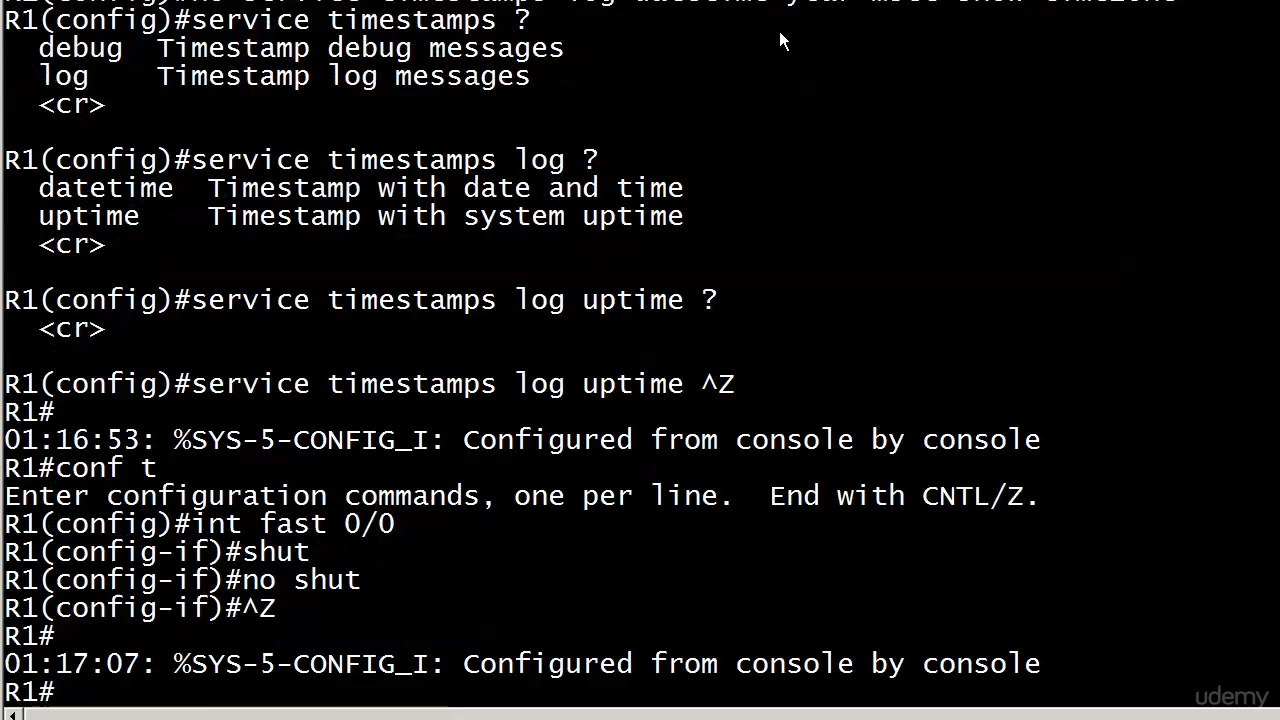 R1(config)#service timestamps ?
  debug  Timestamp debug messages
  log    Timestamp log messages
  <cr>
R1(config)#service timestamps log ?
  datetime  Timestamp with date and time
  uptime    Timestamp with system uptime
  <cr>
R1(config)#service timestamps log uptime ?
  <cr>
R1(config)#service timestamps log uptime ^Z
R1#
01:16:53: %SYS-5-CONFIG_I: Configured from console by console
R1#conf t
Enter configuration commands, one per line.  End with CNTL/Z.
R1(config)#int fast 0/0
R1(config-if)#shut
R1(config-if)#no shut
R1(config-if)#^Z
R1#
01:17:07: %SYS-5-CONFIG_I: Configured from console by console
R1#
udemy